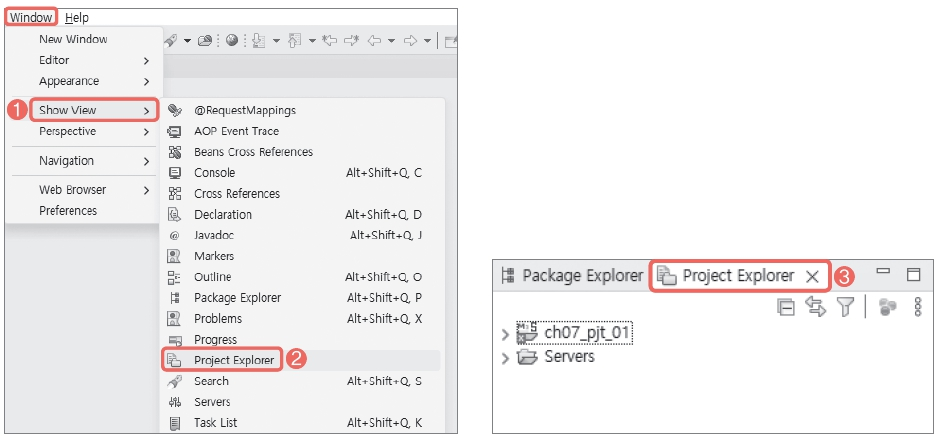 Window Help
New Window
Editor
Appearance
1 Show View
Perspective
Navigation
Web Browser
Preferences
@RequestMappings
AOP Event Trace
Beans Cross References
Console Alt+Shift+Q, C
Cross References
Declaration Alt+Shift+Q, D
@ Javadoc Alt+Shift+Q, J
Markers
Outline Alt+Shift+Q, O
Package Explorer Alt+Shift+Q, P
Problems Alt+Shift+Q, X
Progress
Project Explorer 2
Search Alt+Shift+Q, S
Servers
Task List Alt+Shift+Q, K
Package Explorer Project Explorer 3
ch07_pjt_01
Servers